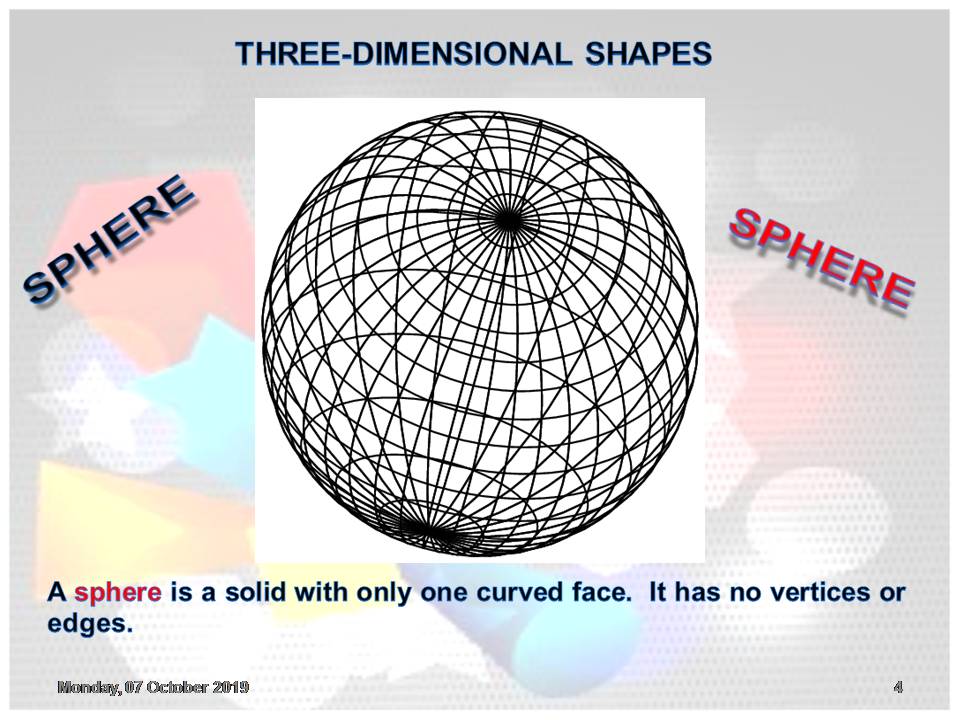 THREE-DIMENSIONAL SHAPES
SPHERE
SPHERE
A sphere is a solid with only one curved face.  It has no vertices or
edges.
Monday, 07 October 2019
4